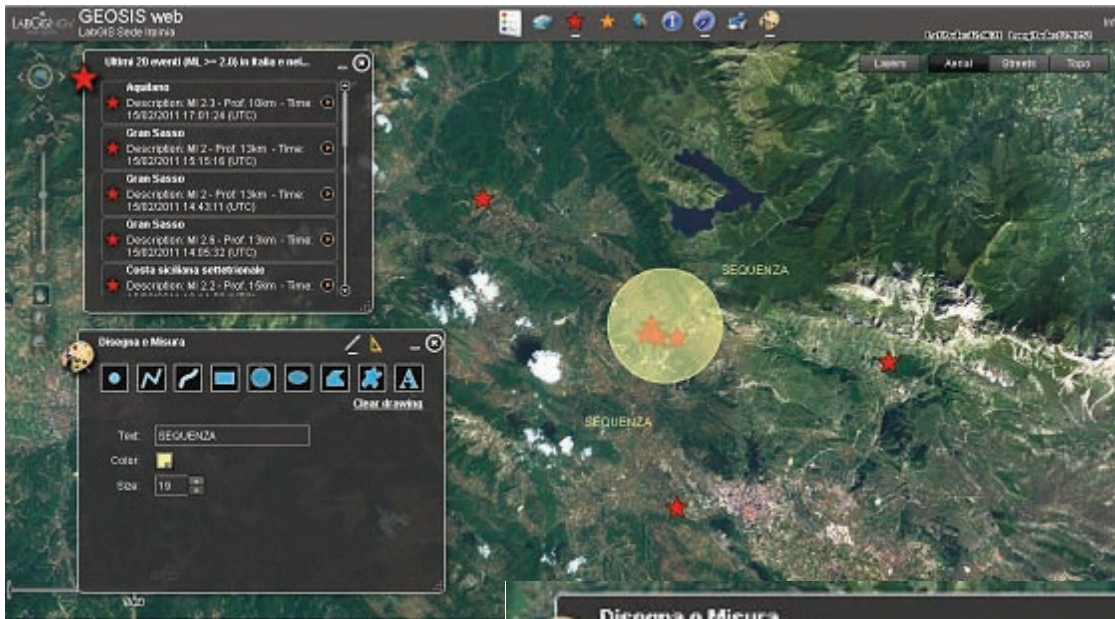 GEOSIS web
LabGIS Sede Irpinia
Layers Aerial Streets Topo
Ultimi 20 eventi (ML >= 2.0) in Italia e nel...
Aquilano
Description: Ml 2.3 - Prof. 10km - Time:
15/02/2011 17:01:24 (UTC)
Gran Sasso
Description: Ml 2 - Prof. 13km - Time:
15/02/2011 15:15:16 (UTC)
Gran Sasso
Description: Ml 2 - Prof. 13km - Time:
15/02/2011 14:43:11 (UTC)
Gran Sasso
Description: Ml 2.6 - Prof. 13km - Time:
15/02/2011 14:05:32 (UTC)
Costa siciliana settetrionale
Description: Ml 2.2 - Prof. 15km - Time:
SEQUENZA
SEQUENZA
Disegna e Misura
A
Clear drawing
Text: SEQUENZA
Color:
Size: 19
Disegna e Misura